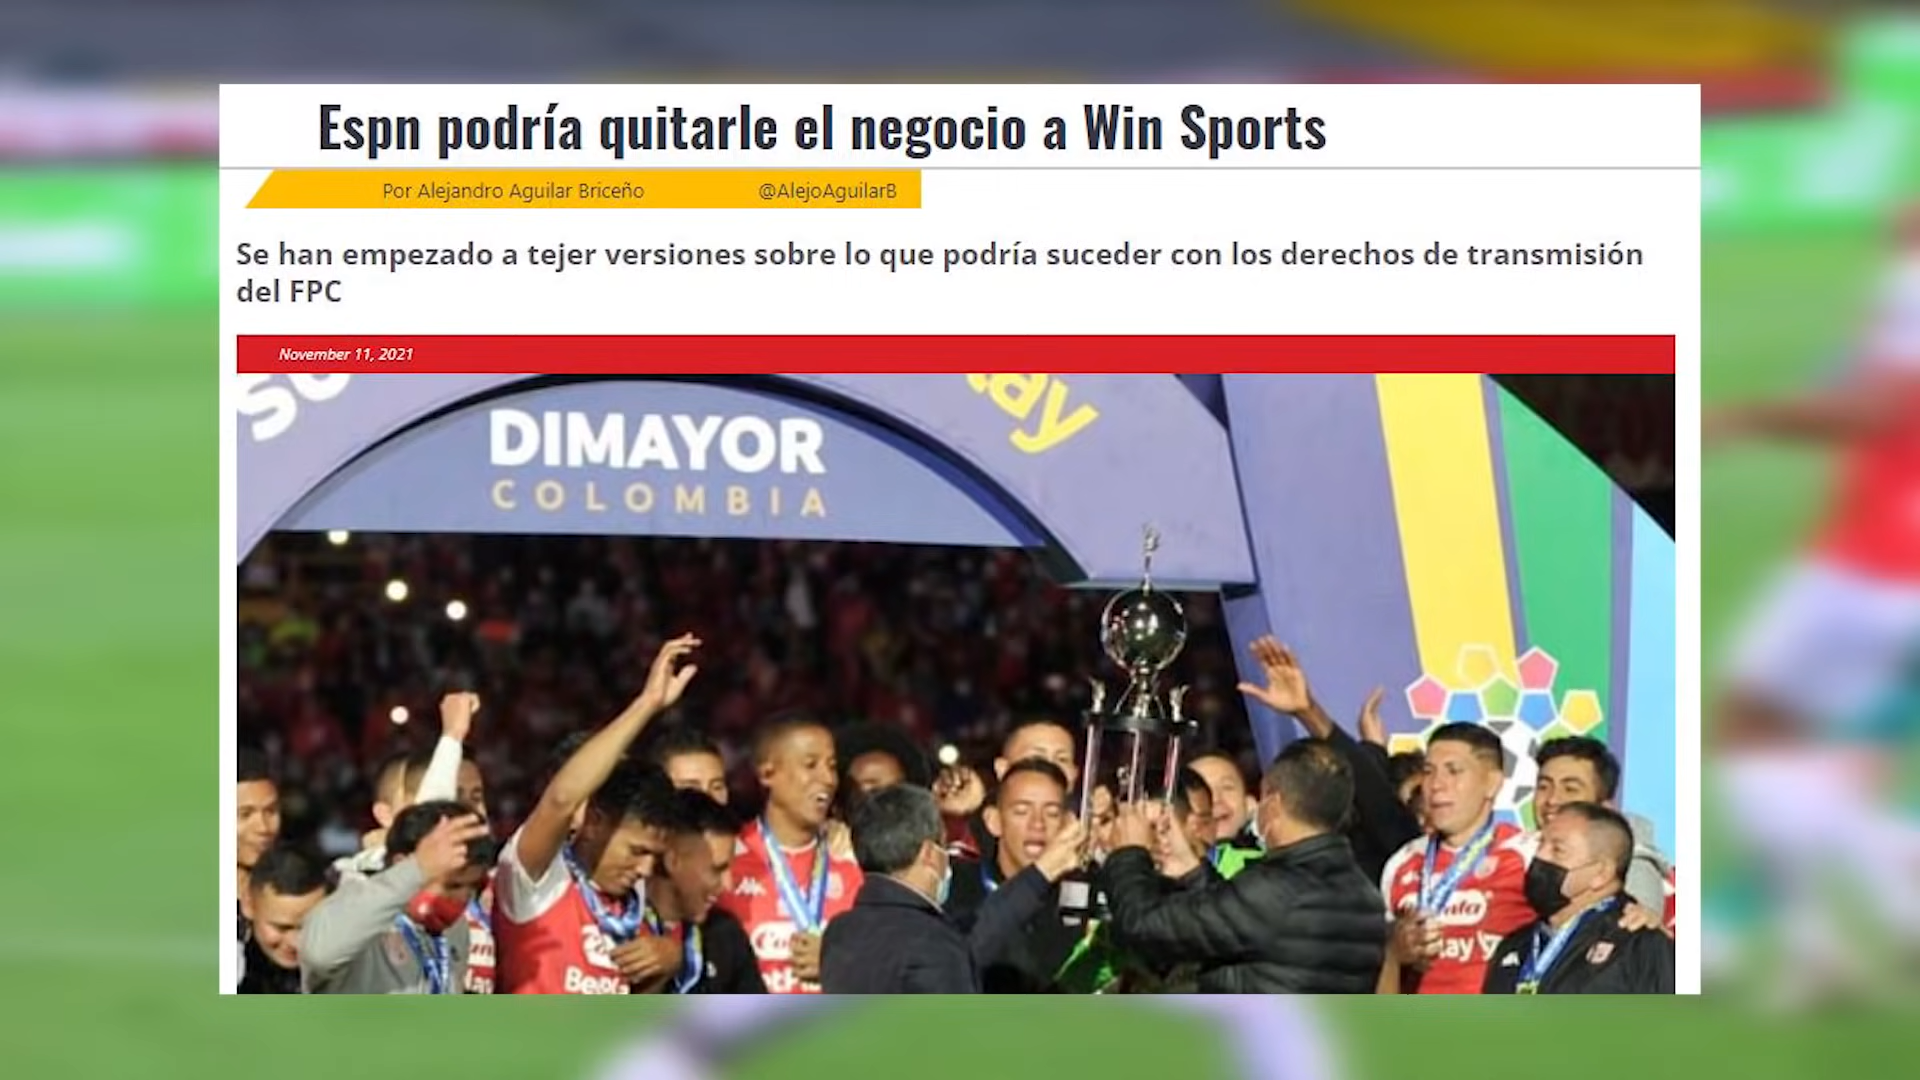 Espn podría quitarle el negocio a Win Sports
Por Alejandro Aguilar Briceño @AlejoAguilarB
Se han empezado a tejer versiones sobre lo que podría suceder con los derechos de transmisión
del FPC
November 11, 2021
DIMAYOR
COLOMBIA